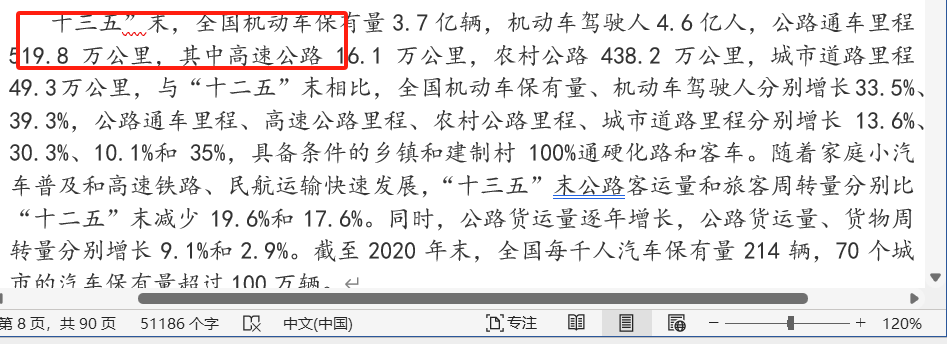 十三五”末，全国机动车保有量 3.7 亿辆，机动车驾驶人 4.6 亿人，公路通车里程
519.8 万公里，其中高速公路 16.1 万公里，农村公路 438.2 万公里，城市道路里程
49.3 万公里，与“十二五”末相比，全国机动车保有量、机动车驾驶人分别增长 33.5%、
39.3%，公路通车里程、高速公路里程、农村公路里程、城市道路里程分别增长 13.6%、
30.3%、10.1%和 35%，具备条件的乡镇和建制村 100%通硬化路和客车。随着家庭小汽
车普及和高速铁路、民航运输快速发展，“十三五”末公路客运量和旅客周转量分别比
“十二五”末减少 19.6%和 17.6%。同时，公路货运量逐年增长，公路货运量、货物周
转量分别增长 9.1%和 2.9%。截至 2020 年末，全国每千人汽车保有量 214 辆，70 个城
市的汽车保有量超过 100 万辆。
第 8 页，共 90 页 51186 个字 中文(中国) 专注 120%